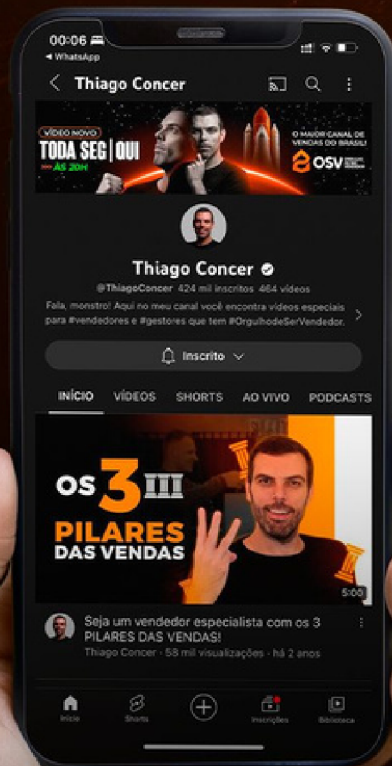 00:06
WhatsApp
Thiago Concer
VÍDEO NOVO
TODA SEG | QUI
ÀS 20H
O MAIOR CANAL DE
VENDAS DO BRASIL!
OSV
Thiago Concer
@ThiagoConcer 424 mil inscritos 464 vídeos
Fala, monstro! Aqui no meu canal você encontra vídeos especiais
para #vendedores e #gestores que tem #OrgulhodeSerVendedor.
Inscrito
INÍCIO VÍDEOS SHORTS AO VIVO PODCASTS
OS 3
PILARES
DAS VENDAS
5:00
Seja um vendedor especialista com os 3
PILARES DAS VENDAS!
Thiago Concer · 58 mil visualizações · há 2 anos
Início Shorts Inscrições Biblioteca